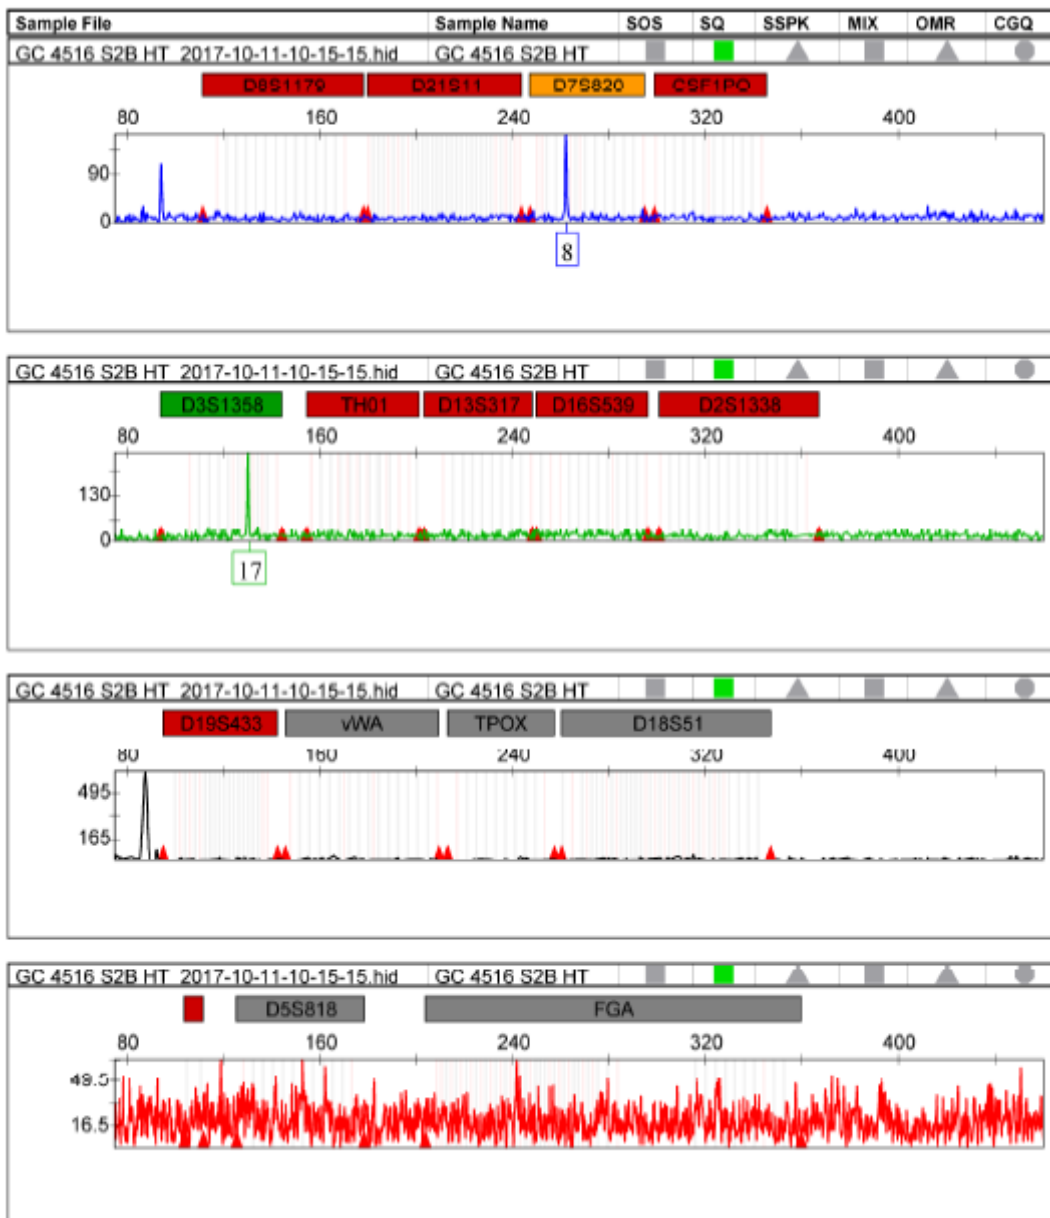 Sample File Sample Name SOS SQ SSPK MIX OMR CGQ
GC 4516 S2B HT 2017-10-11-10-15-15.hid GC 4516 S2B HT
D8S1179 D21S11 D7S820 CSF1PO
80 160 240 320 400
90
0
8
GC 4516 S2B HT 2017-10-11-10-15-15.hid GC 4516 S2B HT
D3S1358 TH01 D13S317 D16S539 D2S1338
80 160 240 320 400
130
0
17
GC 4516 S2B HT 2017-10-11-10-15-15.hid GC 4516 S2B HT
D19S433 vWA TPOX D18S51
80 160 240 320 400
495
165
GC 4516 S2B HT 2017-10-11-10-15-15.hid GC 4516 S2B HT
D5S818 FGA
80 160 240 320 400
49.5
16.5